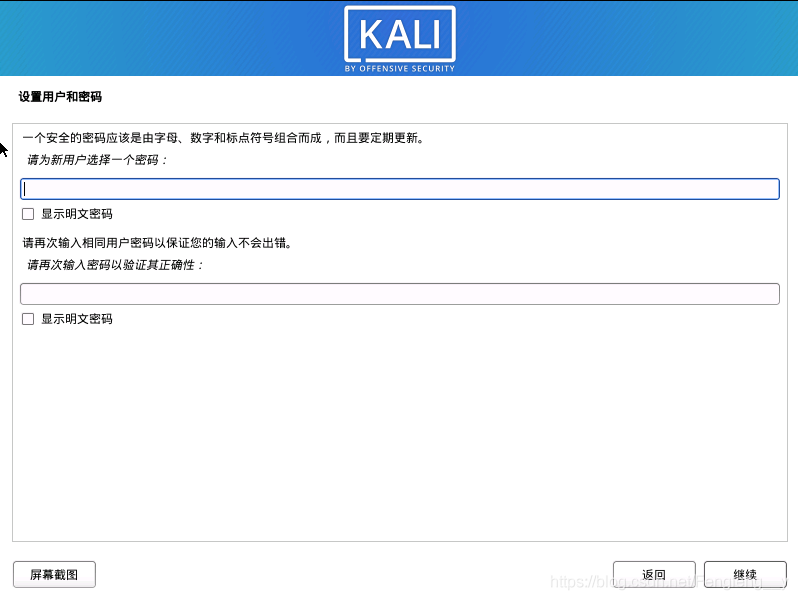 KALI
BY OFFENSIVE SECURITY
设置用户和密码
一个安全的密码应该是由字母、数字和标点符号组合而成，而且要定期更新。
请为新用户选择一个密码：
显示明文密码
请再次输入相同用户密码以保证您的输入不会出错。
请再次输入密码以验证其正确性：
显示明文密码
屏幕截图
返回
继续
https://blog.csdn.net/